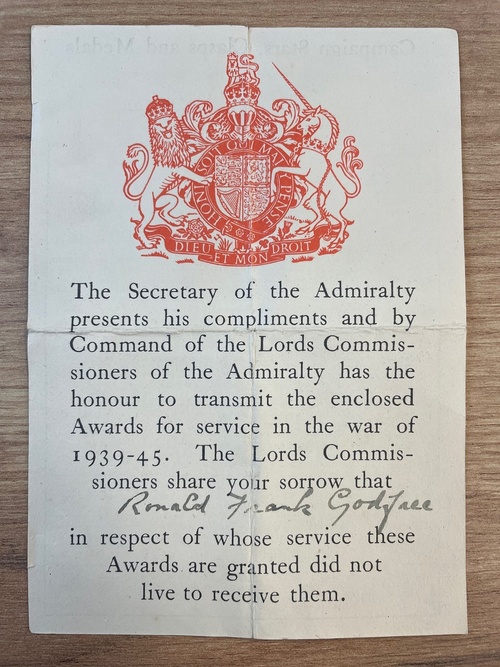 HONI SOIT QUI MAL Y PENSE
DIEU ET MON DROIT
The Secretary of the Admiralty
presents his compliments and by
Command of the Lords Commis-
sioners of the Admiralty has the
honour to transmit the enclosed
Awards for service in the war of
1939-45. The Lords Commis-
sioners share your sorrow that
Ronald Frank Godfree
in respect of whose service these
Awards are granted did not
live to receive them.